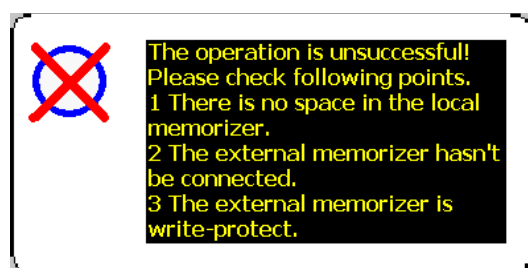 The operation is unsuccessful!
Please check following points.
1 There is no space in the local
memorizer.
2 The external memorizer hasn't
be connected.
3 The external memorizer is
write-protect.